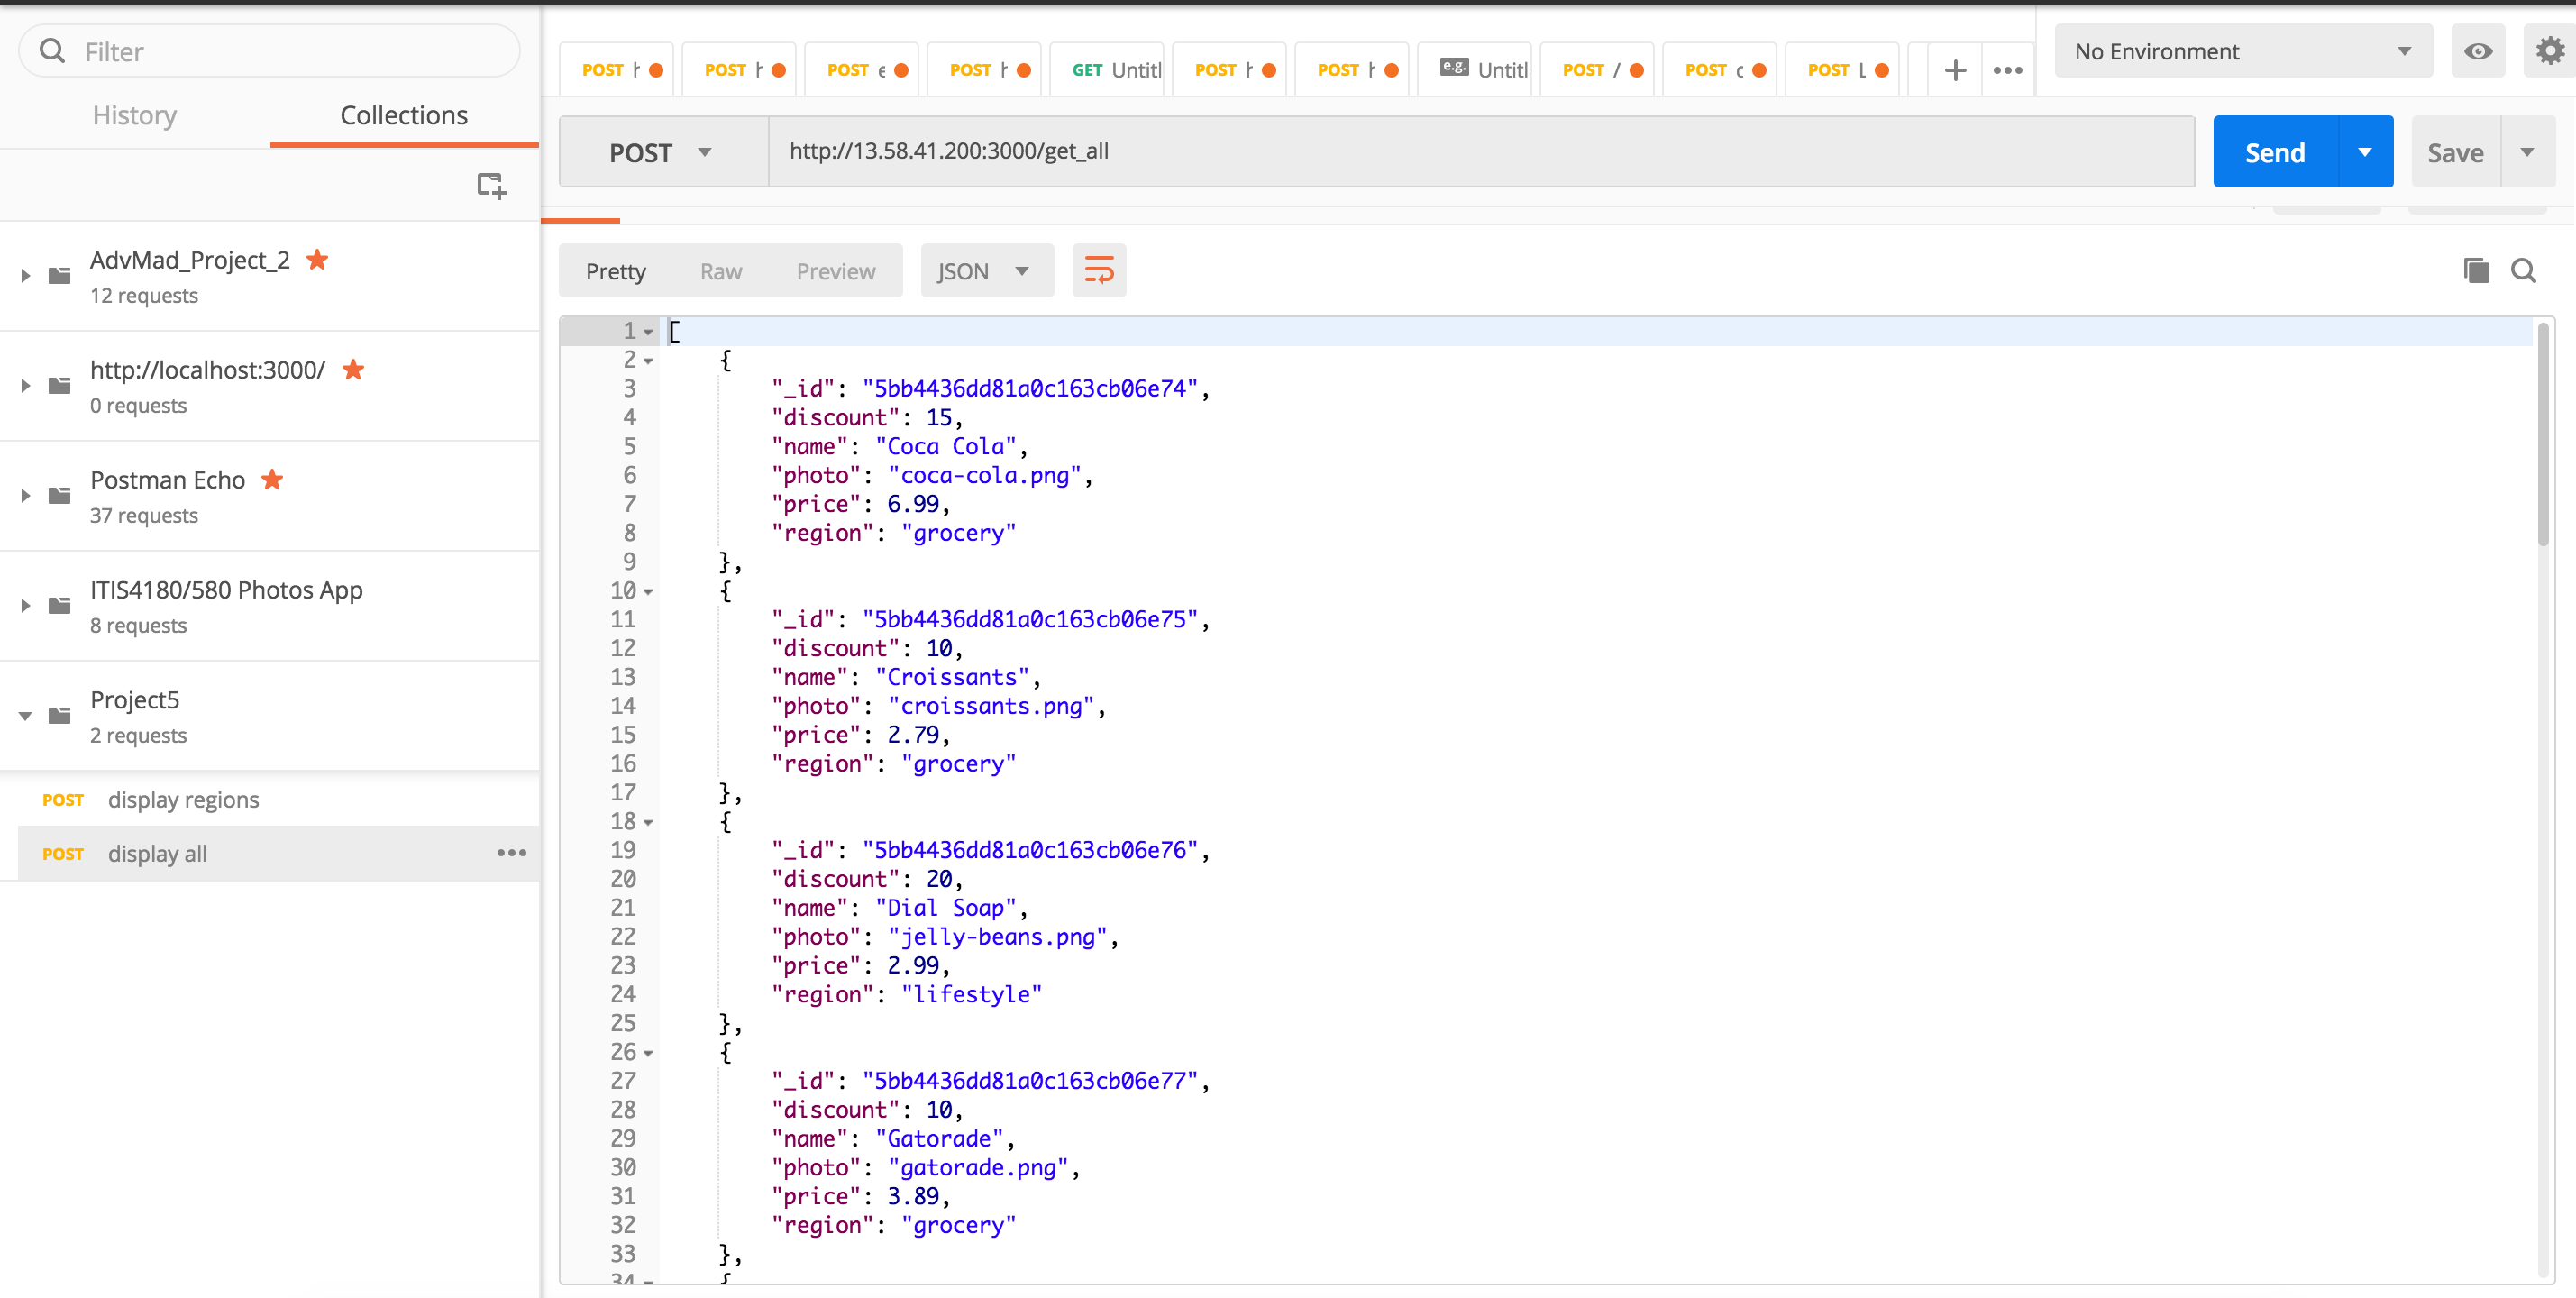 Filter
History
Collections
AdvMad_Project_2
12 requests
http://localhost:3000/
0 requests
Postman Echo
37 requests
ITIS4180/580 Photos App
8 requests
Project5
2 requests
POST display regions
POST display all
POST
POST
POST
POST
GET Untitl
POST
POST
e.g. Untitl
POST /
POST
POST
No Environment
POST
http://13.58.41.200:3000/get_all
Send
Save
Pretty
Raw
Preview
JSON
1 [
2 {
3 "_id": "5bb4436dd81a0c163cb06e74",
4 "discount": 15,
5 "name": "Coca Cola",
6 "photo": "coca-cola.png",
7 "price": 6.99,
8 "region": "grocery"
9 },
10 {
11 "_id": "5bb4436dd81a0c163cb06e75",
12 "discount": 10,
13 "name": "Croissants",
14 "photo": "croissants.png",
15 "price": 2.79,
16 "region": "grocery"
17 },
18 {
19 "_id": "5bb4436dd81a0c163cb06e76",
20 "discount": 20,
21 "name": "Dial Soap",
22 "photo": "jelly-beans.png",
23 "price": 2.99,
24 "region": "lifestyle"
25 },
26 {
27 "_id": "5bb4436dd81a0c163cb06e77",
28 "discount": 10,
29 "name": "Gatorade",
30 "photo": "gatorade.png",
31 "price": 3.89,
32 "region": "grocery"
33 },
34 {